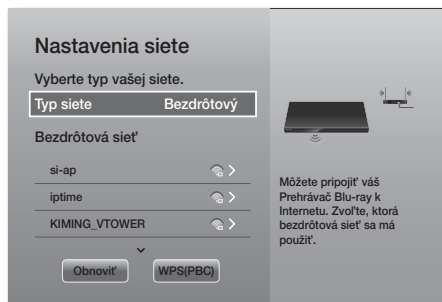 Nastavenia siete
Vyberte typ vašej siete.
Typ siete Bezdrôtový
Bezdrôtová sieť
si-ap
iptime
KIMING_VTOWER
Obnoviť WPS(PBC)
Môžete pripojiť váš
Prehrávač Blu-ray k
Internetu. Zvoľte, ktorá
bezdrôtová sieť sa má
použiť.